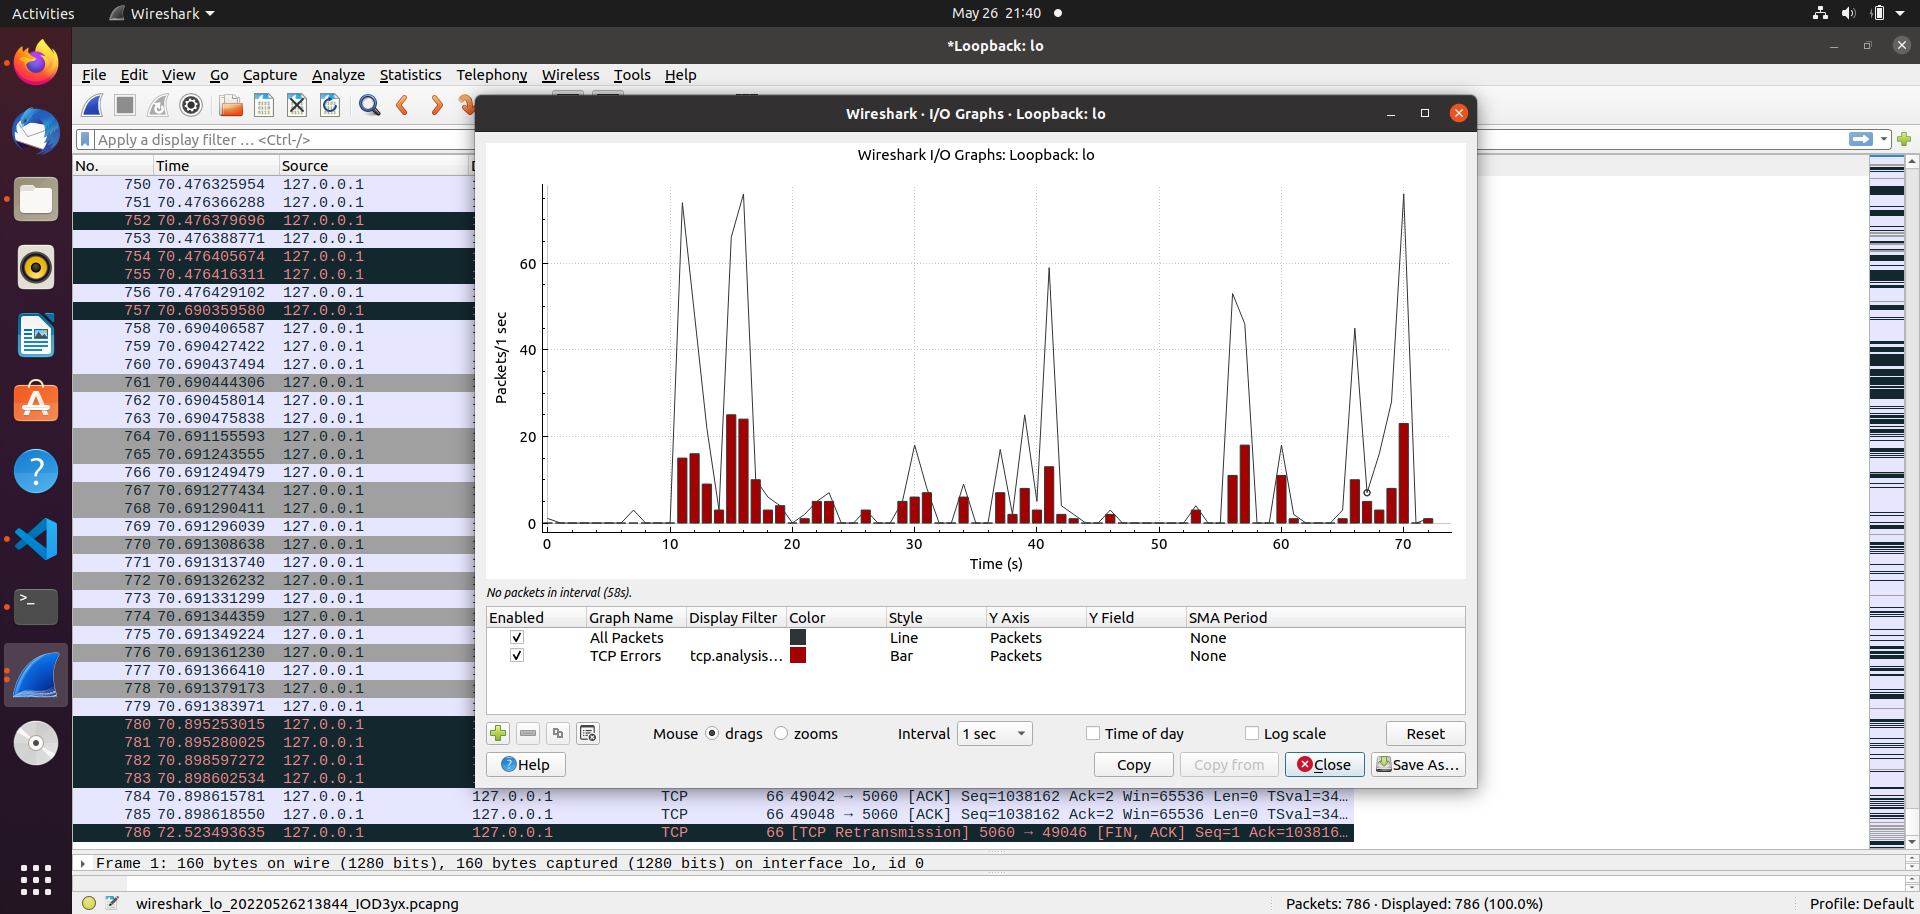 Activities Wireshark May 26 21:40
*Loopback: lo
File Edit View Go Capture Analyze Statistics Telephony Wireless Tools Help
Wireshark · I/O Graphs · Loopback: lo
Apply a display filter … <Ctrl-/>
Wireshark I/O Graphs: Loopback: lo
No. Time Source
750 70.476325954 127.0.0.1
751 70.476366288 127.0.0.1
752 70.476379696 127.0.0.1
753 70.476388771 127.0.0.1
754 70.476405674 127.0.0.1
755 70.476416311 127.0.0.1
756 70.476429102 127.0.0.1
757 70.690359580 127.0.0.1
758 70.690406587 127.0.0.1
759 70.690427422 127.0.0.1
760 70.690437494 127.0.0.1
761 70.690444306 127.0.0.1
762 70.690458014 127.0.0.1
763 70.690475838 127.0.0.1
764 70.691155593 127.0.0.1
765 70.691243555 127.0.0.1
766 70.691249479 127.0.0.1
767 70.691277434 127.0.0.1
768 70.691290411 127.0.0.1
769 70.691296039 127.0.0.1
770 70.691308638 127.0.0.1
771 70.691313740 127.0.0.1
772 70.691326232 127.0.0.1
773 70.691331299 127.0.0.1
774 70.691344359 127.0.0.1
775 70.691349224 127.0.0.1
776 70.691361230 127.0.0.1
777 70.691366410 127.0.0.1
778 70.691379173 127.0.0.1
779 70.691383971 127.0.0.1
780 70.895253015 127.0.0.1
781 70.895280025 127.0.0.1
782 70.898597272 127.0.0.1
783 70.898602534 127.0.0.1
784 70.898615781 127.0.0.1 127.0.0.1 TCP 66 49042 → 5060 [ACK] Seq=1038162 Ack=2 Win=65536 Len=0 TSval=34…
785 70.898618550 127.0.0.1 127.0.0.1 TCP 66 49048 → 5060 [ACK] Seq=1038162 Ack=2 Win=65536 Len=0 TSval=34…
786 72.523493635 127.0.0.1 127.0.0.1 TCP 66 [TCP Retransmission] 5060 → 49046 [FIN, ACK] Seq=1 Ack=103816…
Packets/1 sec
60
40
20
0
0 10 20 30 40 50 60 70
Time (s)
No packets in interval (58s).
Enabled Graph Name Display Filter Color Style Y Axis Y Field SMA Period
All Packets Line Packets None
TCP Errors tcp.analysis… Bar Packets None
Mouse drags zooms Interval 1 sec Time of day Log scale Reset
Help Copy Copy from Close Save As…
Frame 1: 160 bytes on wire (1280 bits), 160 bytes captured (1280 bits) on interface lo, id 0
wireshark_lo_20220526213844_IOD3yx.pcapng Packets: 786 · Displayed: 786 (100.0%) Profile: Default